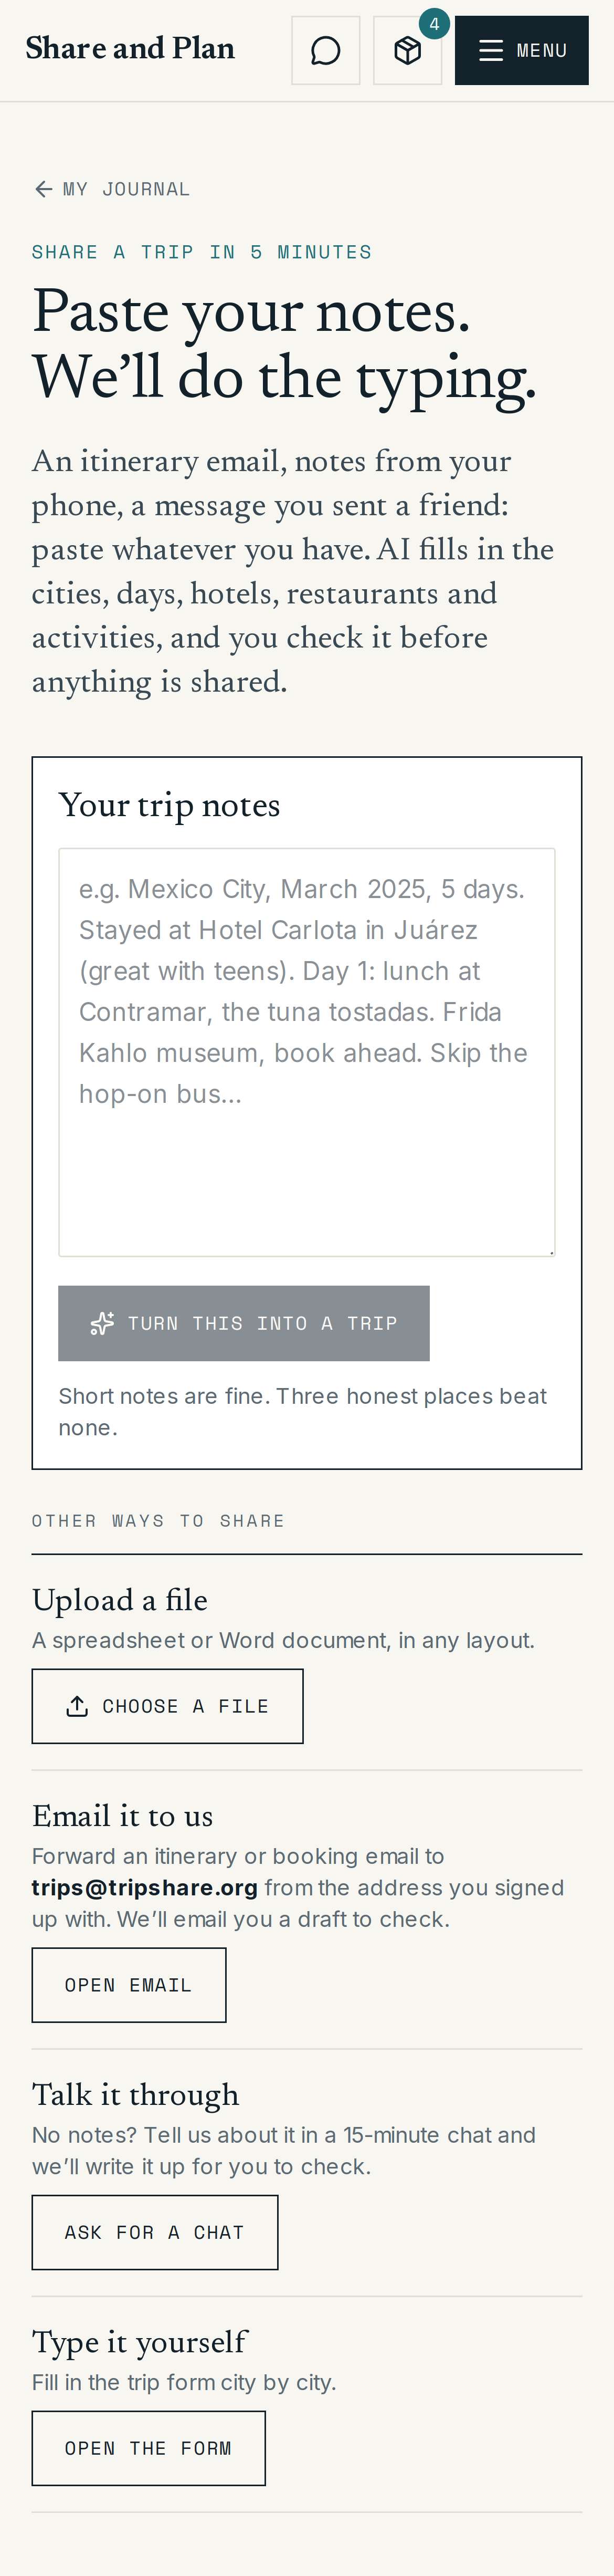 Share and Plan
4
MENU
MY JOURNAL
SHARE A TRIP IN 5 MINUTES
Paste your notes.
We’ll do the typing.
An itinerary email, notes from your
phone, a message you sent a friend:
paste whatever you have. AI fills in the
cities, days, hotels, restaurants and
activities, and you check it before
anything is shared.
Your trip notes
e.g. Mexico City, March 2025, 5 days.
Stayed at Hotel Carlota in Juárez
(great with teens). Day 1: lunch at
Contramar, the tuna tostadas. Frida
Kahlo museum, book ahead. Skip the
hop-on bus...
TURN THIS INTO A TRIP
Short notes are fine. Three honest places beat
none.
OTHER WAYS TO SHARE
Upload a file
A spreadsheet or Word document, in any layout.
CHOOSE A FILE
Email it to us
Forward an itinerary or booking email to
trips@tripshare.org from the address you signed
up with. We’ll email you a draft to check.
OPEN EMAIL
Talk it through
No notes? Tell us about it in a 15-minute chat and
we’ll write it up for you to check.
ASK FOR A CHAT
Type it yourself
Fill in the trip form city by city.
OPEN THE FORM